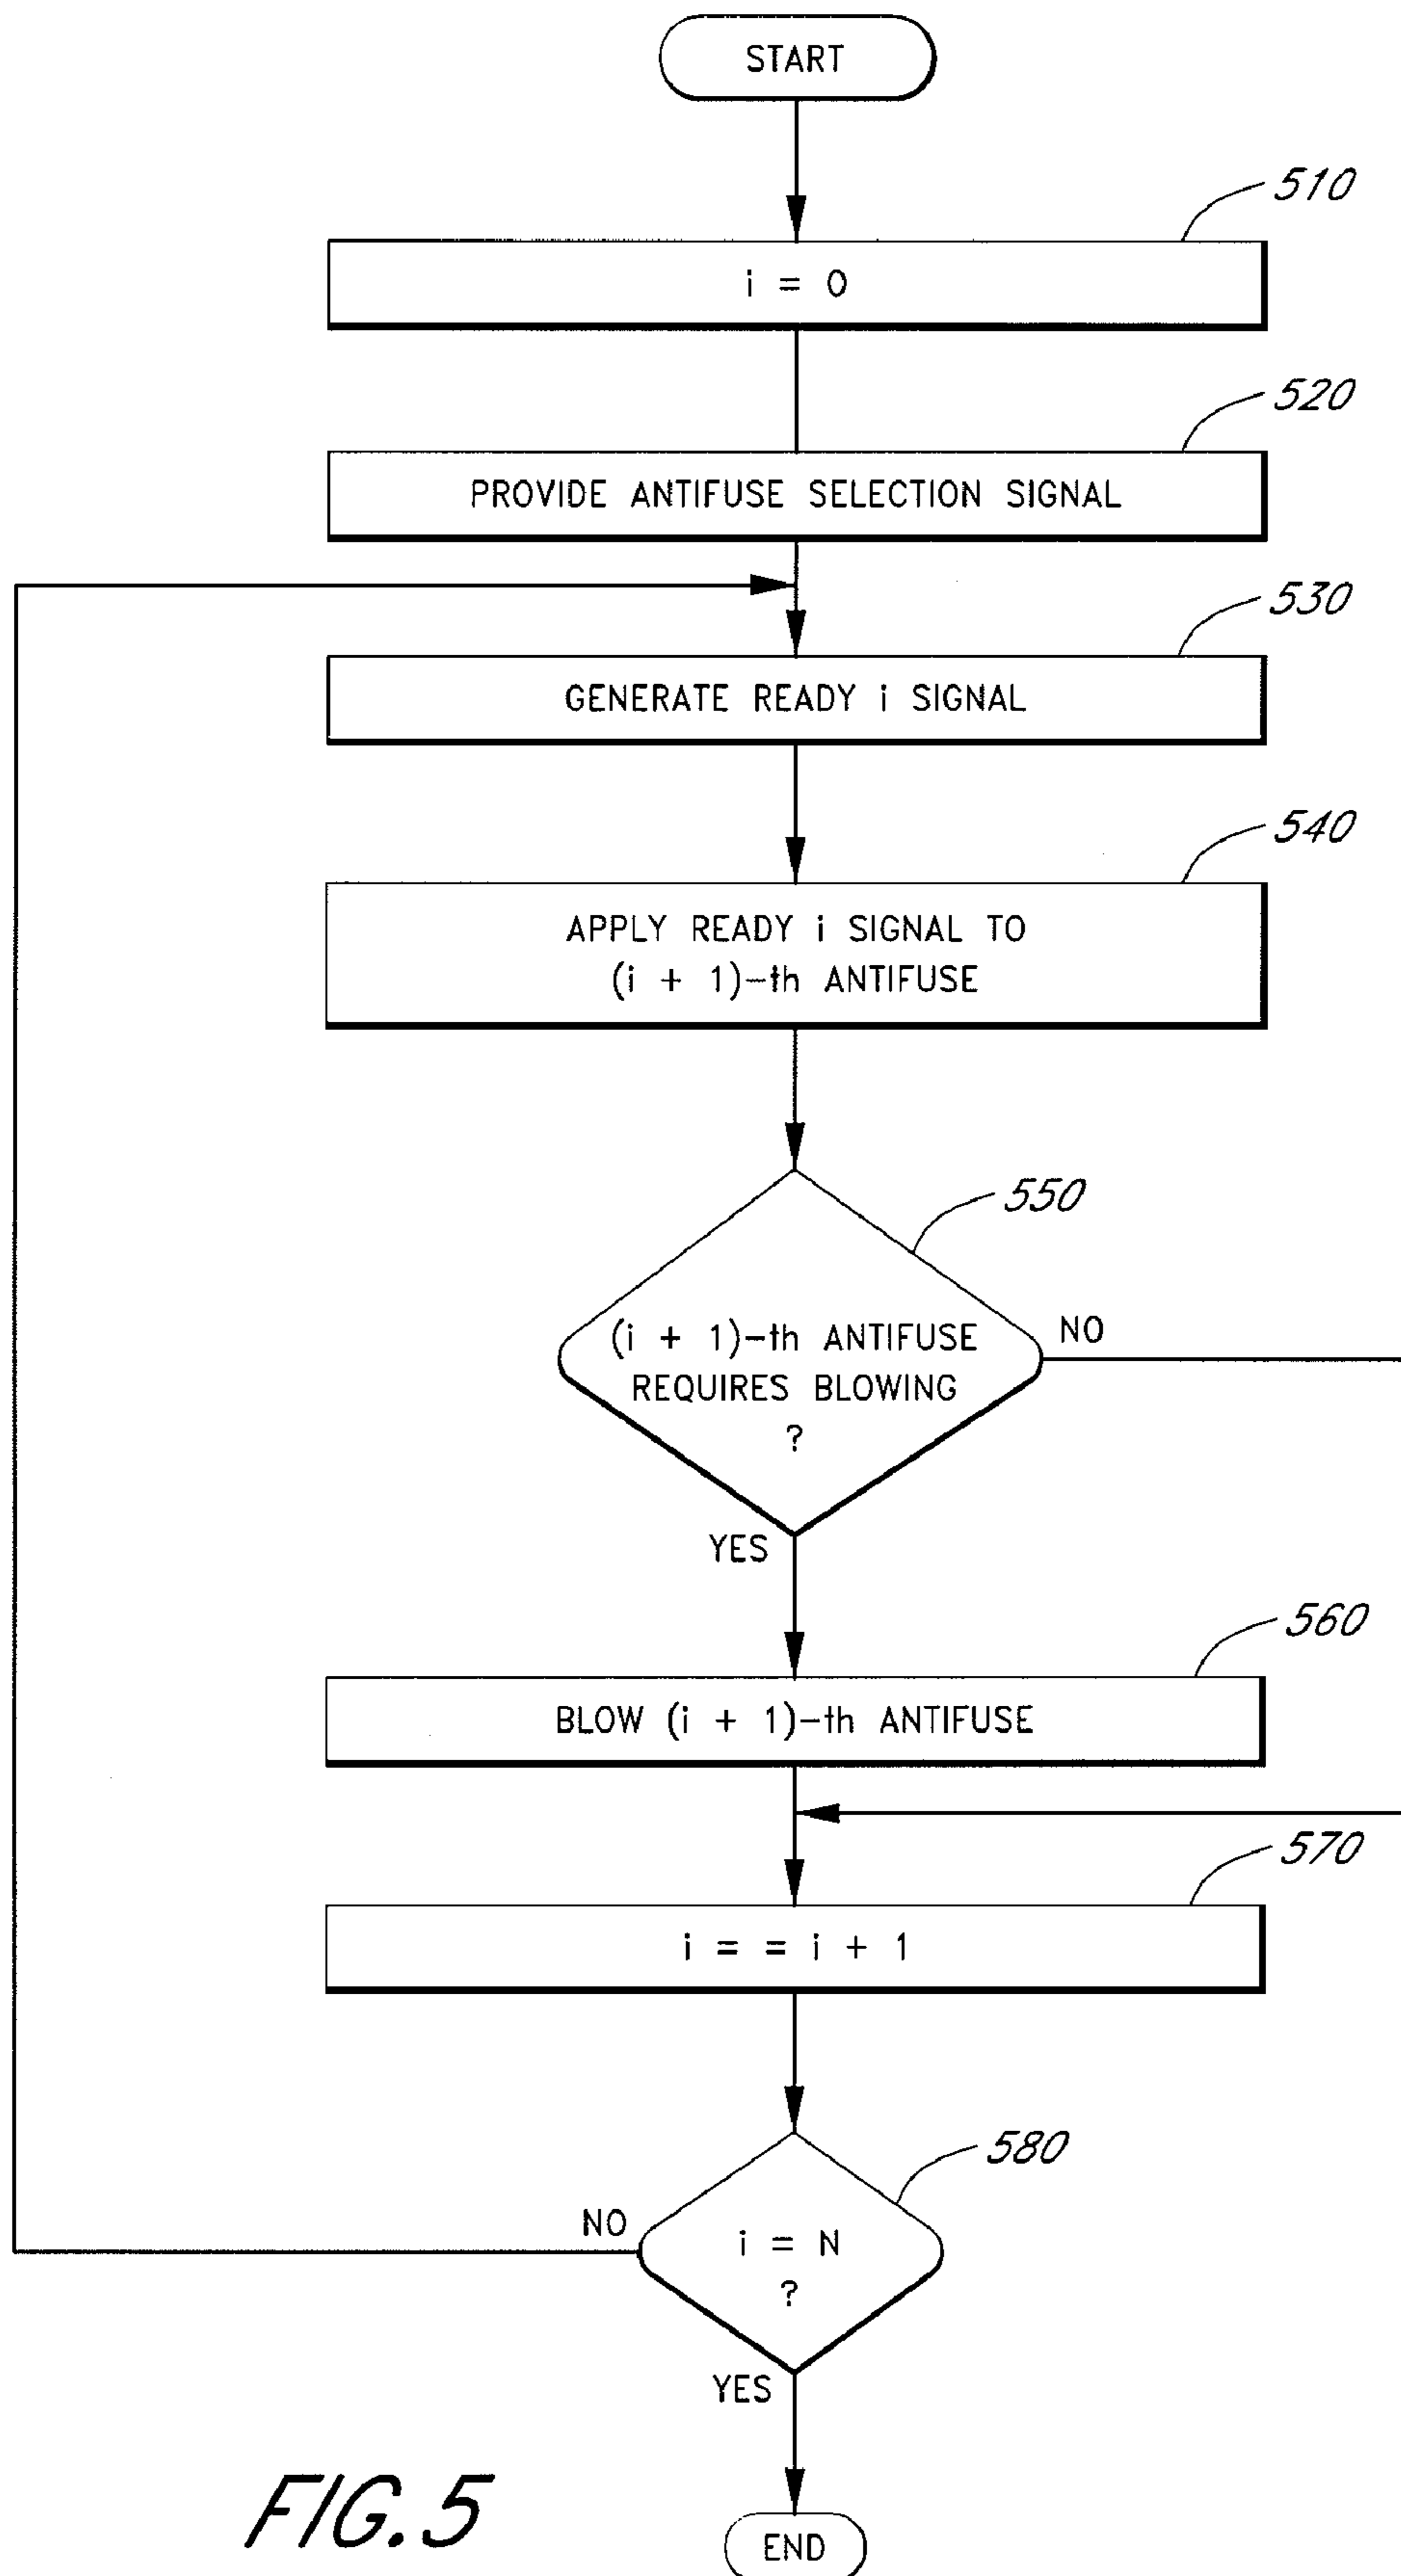 START
510
i = 0
520
PROVIDE ANTIFUSE SELECTION SIGNAL
530
GENERATE READY i SIGNAL
540
APPLY READY i SIGNAL TO
(i + 1)-th ANTIFUSE
550
(i + 1)-th ANTIFUSE
REQUIRES BLOWING
?
NO
YES
560
BLOW (i + 1)-th ANTIFUSE
570
i = = i + 1
580
NO
i = N
?
YES
END
FIG. 5